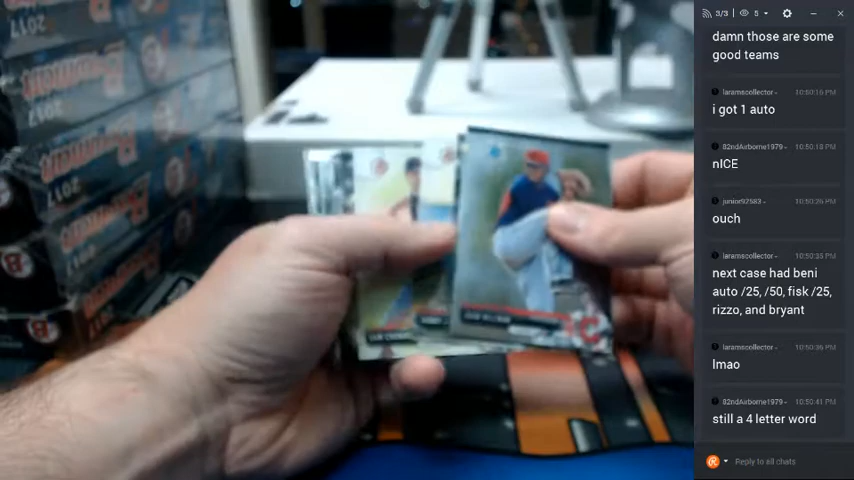 3/3
5
damn those are some
good teams
laramscollector -
10:50:16 PM
i got 1 auto
82ndAirborne1979 -
10:50:18 PM
nICE
junior92583 -
10:50:26 PM
ouch
laramscollector -
10:50:35 PM
next case had beni
auto /25, /50, fisk /25,
rizzo, and bryant
laramscollector -
10:50:36 PM
lmao
82ndAirborne1979 -
10:50:41 PM
still a 4 letter word
Reply to all chats
Bowman
2017
Bowman
2017
Bowman
2017